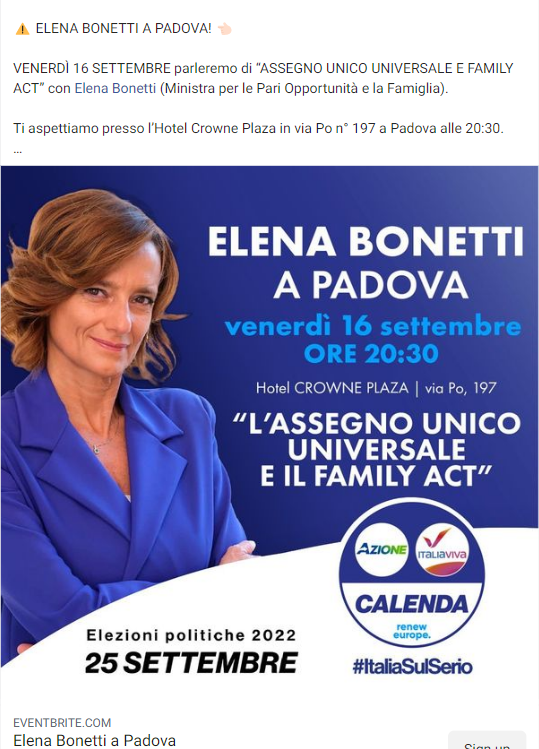 ⚠️ ELENA BONETTI A PADOVA! 👈🏻
VENERDÌ 16 SETTEMBRE parleremo di “ASSEGNO UNICO UNIVERSALE E FAMILY
ACT” con Elena Bonetti (Ministra per le Pari Opportunità e la Famiglia).
Ti aspettiamo presso l’Hotel Crowne Plaza in via Po n° 197 a Padova alle 20:30.
...
ELENA BONETTI
A PADOVA
venerdì 16 settembre
ORE 20:30
Hotel CROWNE PLAZA | via Po, 197
“L’ASSEGNO UNICO
UNIVERSALE
E IL FAMILY ACT”
AZIONE
ITALIAVIVA
CALENDA
renew
europe.
Elezioni politiche 2022
25 SETTEMBRE
#ItaliaSulSerio
EVENTBRITE.COM
Elena Bonetti a Padova
Sign up